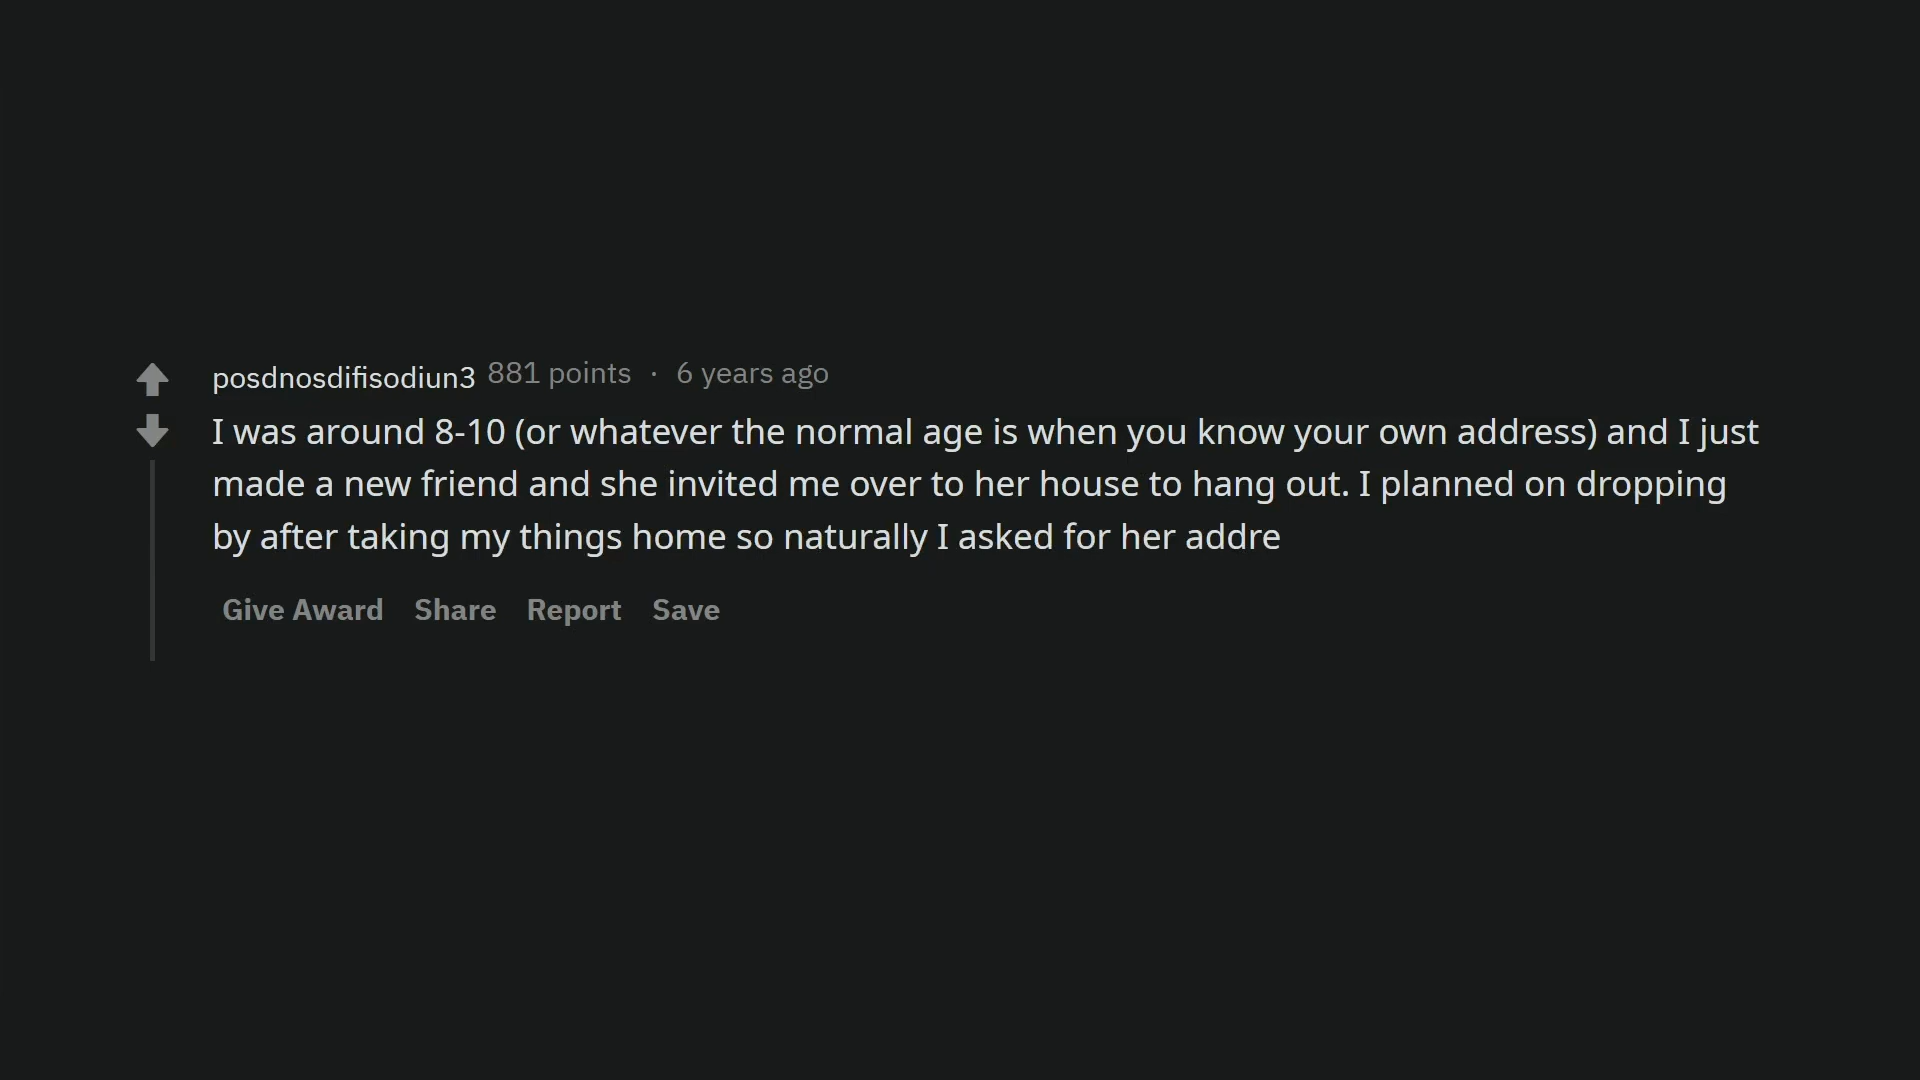 posdnosdifisodiun3 881 points · 6 years ago
I was around 8-10 (or whatever the normal age is when you know your own address) and I just
made a new friend and she invited me over to her house to hang out. I planned on dropping
by after taking my things home so naturally I asked for her addre
Give Award Share Report Save